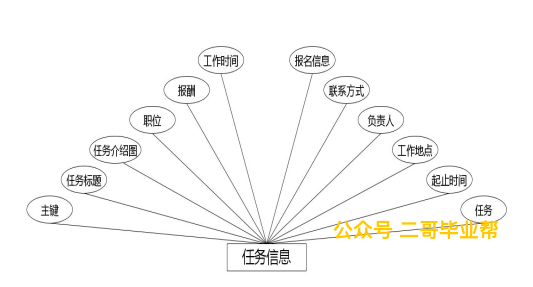 工作时间 报名信息
报酬 联系方式
职位 负责人
任务介绍图 工作地点
任务标题 起止时间
主键 任务
公众号 二哥毕业帮
任务信息